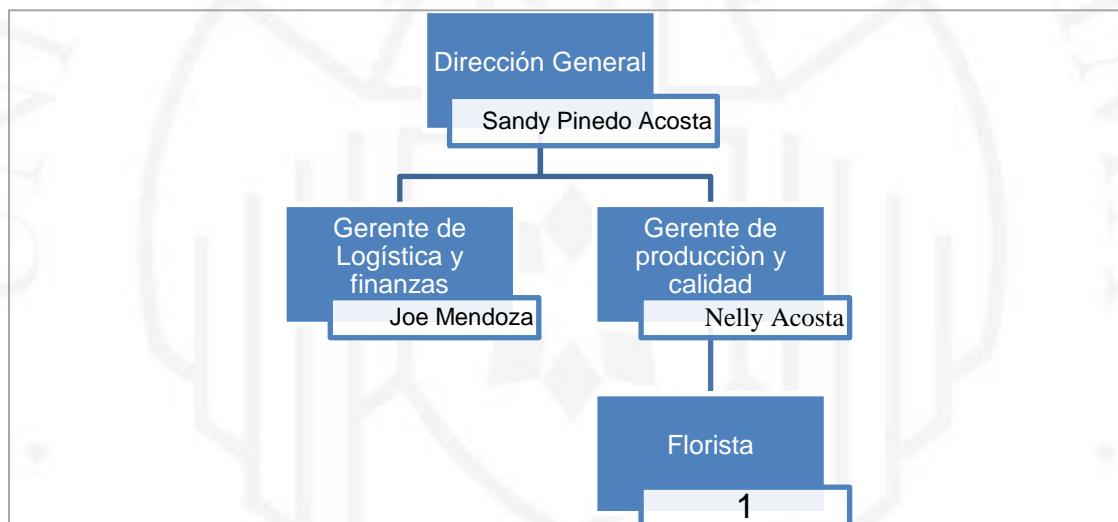 Dirección General
Sandy Pinedo Acosta
Gerente de
Logística y
finanzas
Joe Mendoza
Gerente de
producciòn y
calidad
Nelly Acosta
Florista
1